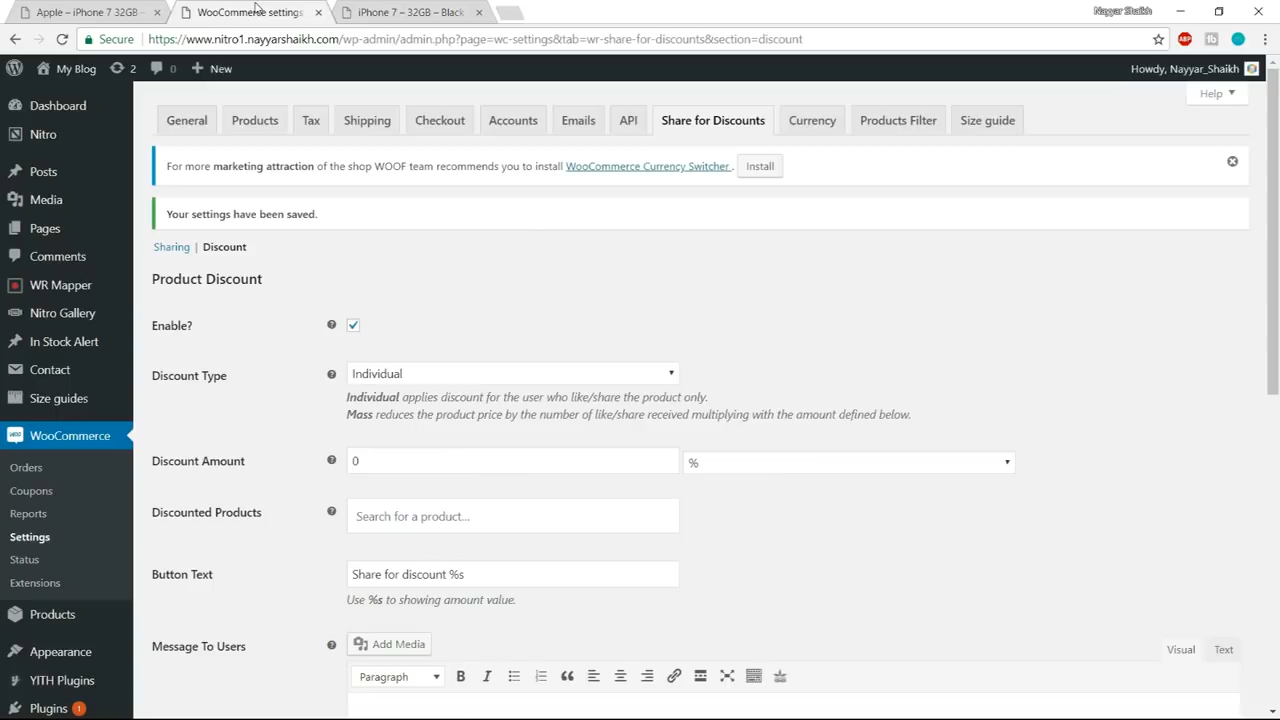 Apple – iPhone 7 32GB -
WooCommerce settings
iPhone 7 – 32GB – Black
Nayyar Shaikh
Secure https://www.nitro1.nayyarshaikh.com/wp-admin/admin.php?page=wc-settings&tab=wr-share-for-discounts&section=discount
My Blog 2 0 New
Howdy, Nayyar_Shaikh
Help
Dashboard
Nitro
Posts
Media
Pages
Comments
WR Mapper
Nitro Gallery
In Stock Alert
Contact
Size guides
WooCommerce
Orders
Coupons
Reports
Settings
Status
Extensions
Products
Appearance
YITH Plugins
Plugins 1
General Products Tax Shipping Checkout Accounts Emails API Share for Discounts Currency Products Filter Size guide
For more marketing attraction of the shop WOOF team recommends you to install WooCommerce Currency Switcher . Install
Your settings have been saved.
Sharing | Discount
Product Discount
Enable?
Discount Type Individual
Individual applies discount for the user who like/share the product only.
Mass reduces the product price by the number of like/share received multiplying with the amount defined below.
Discount Amount 0 %
Discounted Products Search for a product...
Button Text Share for discount %s
Use %s to showing amount value.
Message To Users Add Media
Visual Text
Paragraph B I